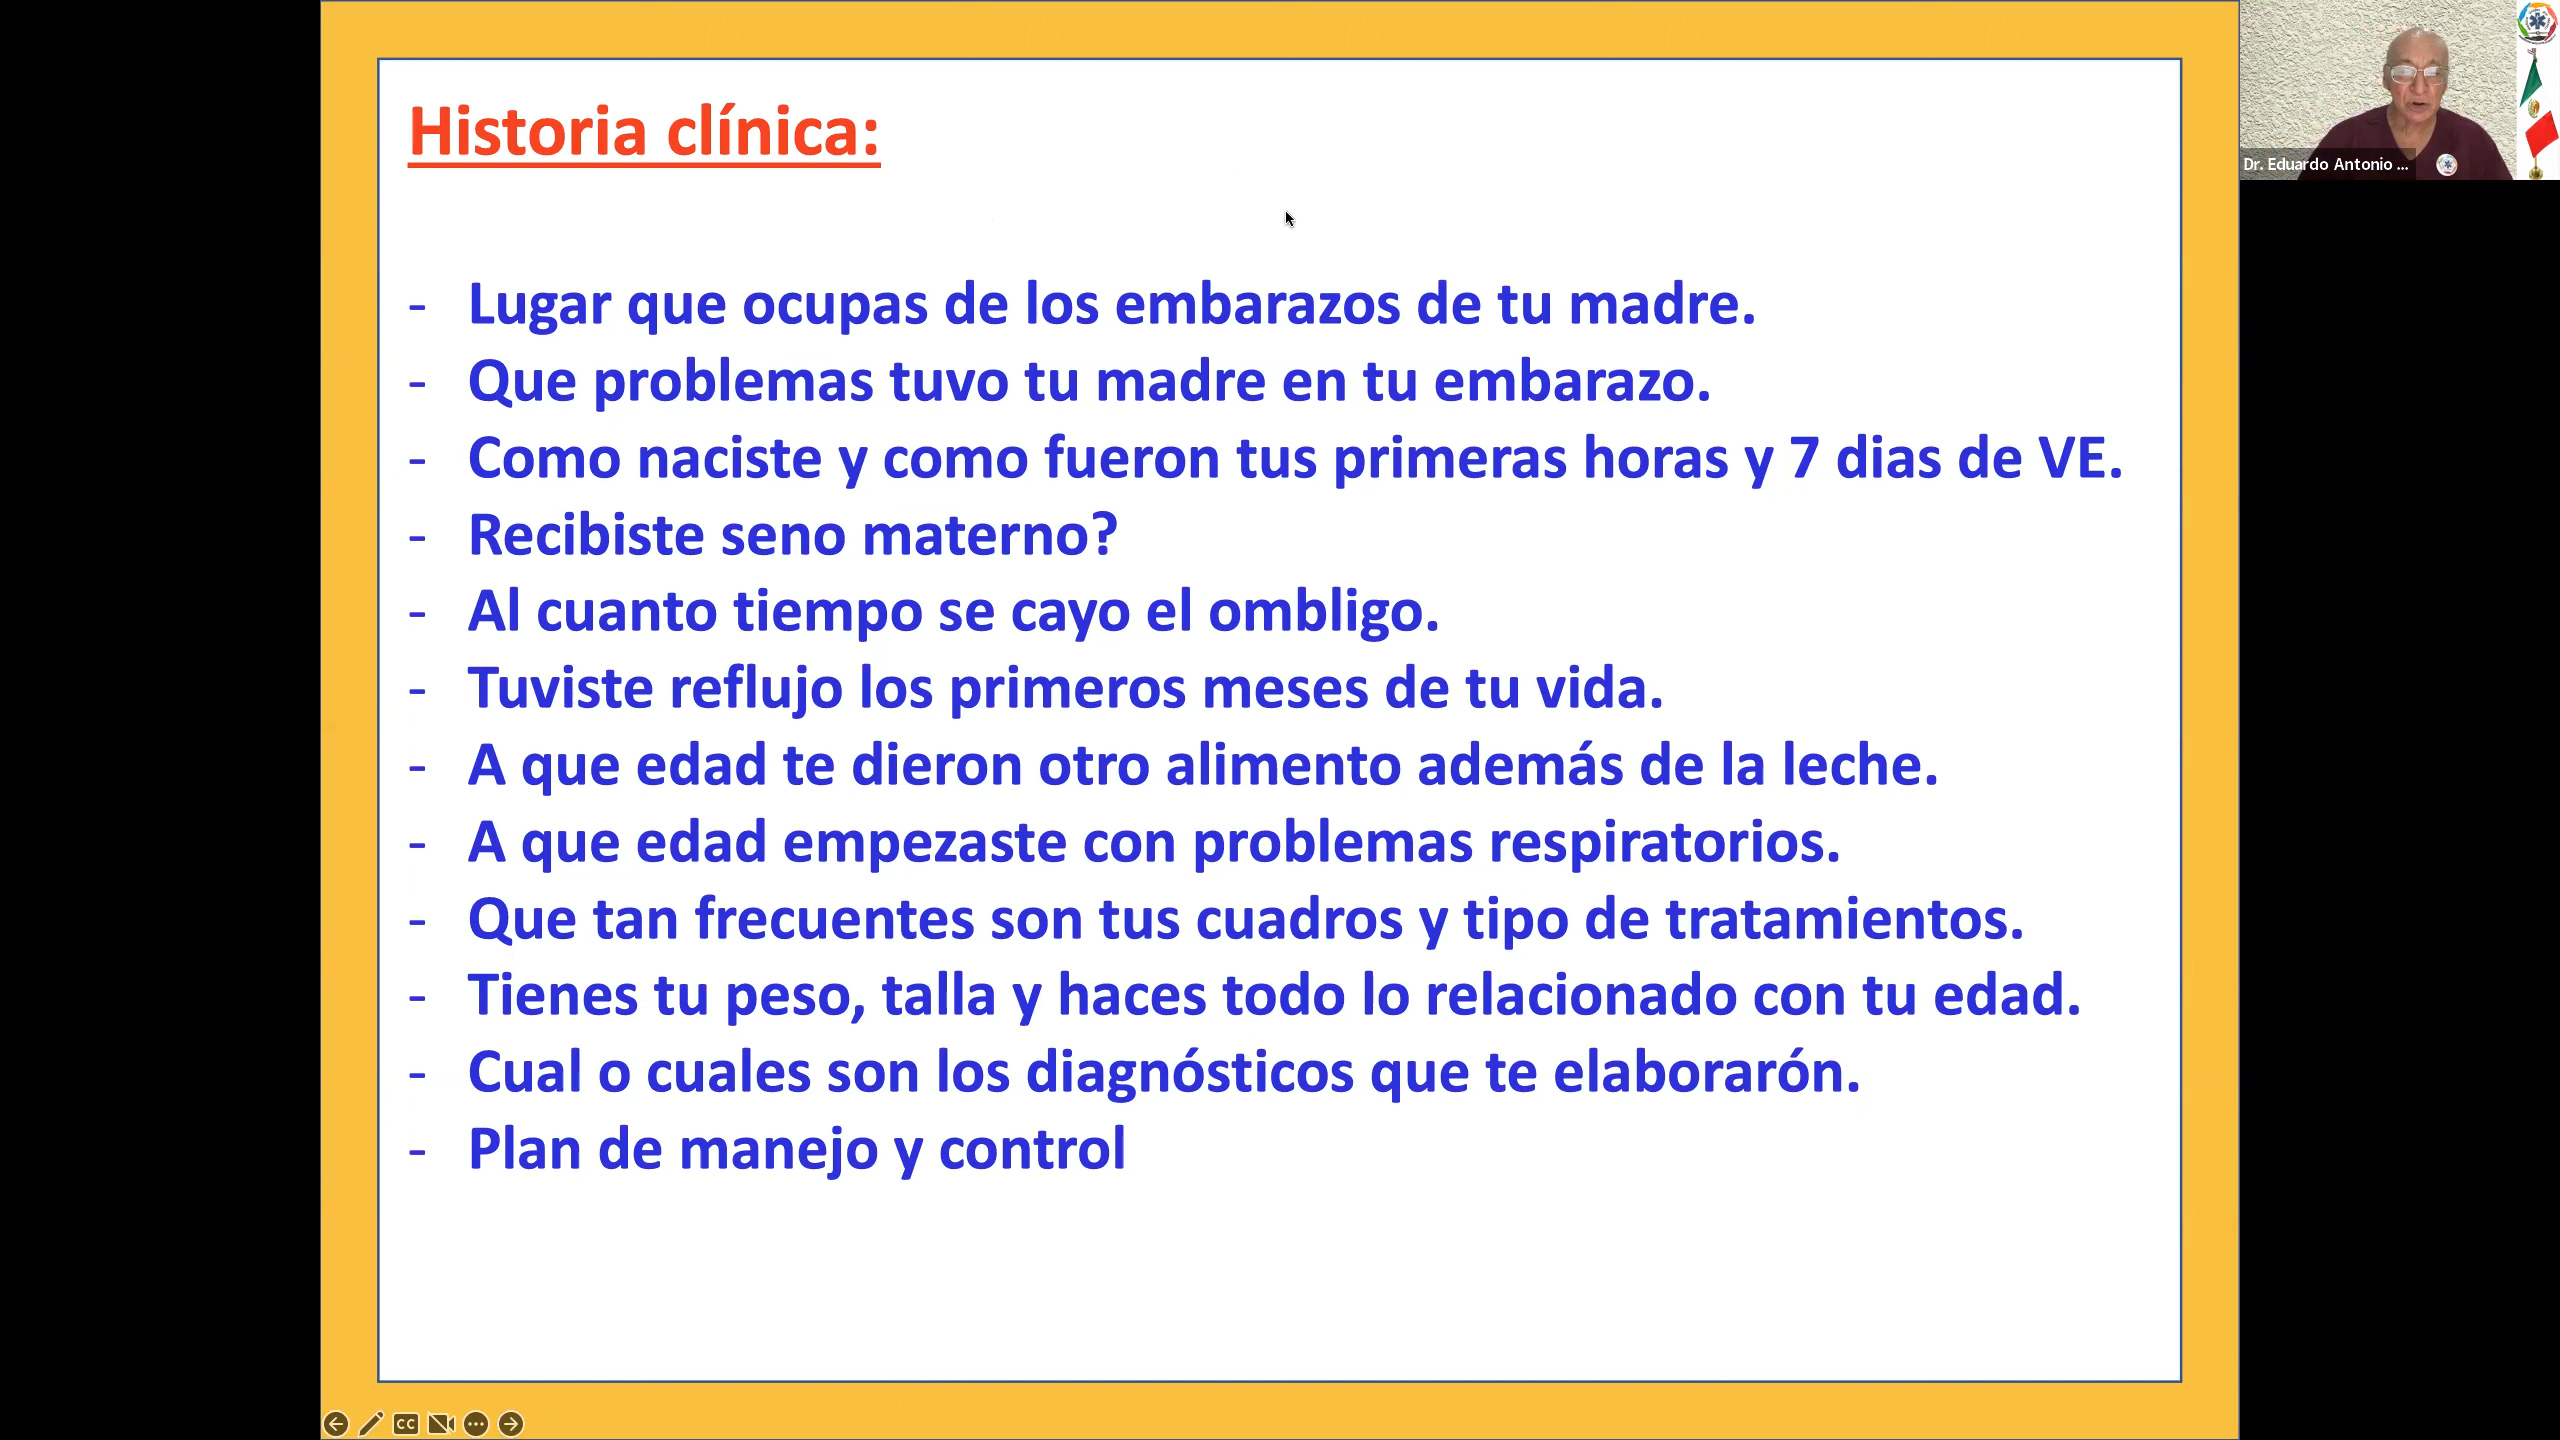 Historia clínica:
- Lugar que ocupas de los embarazos de tu madre.
- Que problemas tuvo tu madre en tu embarazo.
- Como naciste y como fueron tus primeras horas y 7 dias de VE.
- Recibiste seno materno?
- Al cuanto tiempo se cayo el ombligo.
- Tuviste reflujo los primeros meses de tu vida.
- A que edad te dieron otro alimento además de la leche.
- A que edad empezaste con problemas respiratorios.
- Que tan frecuentes son tus cuadros y tipo de tratamientos.
- Tienes tu peso, talla y haces todo lo relacionado con tu edad.
- Cual o cuales son los diagnósticos que te elaborarón.
- Plan de manejo y control
Dr. Eduardo Antonio ...
CC